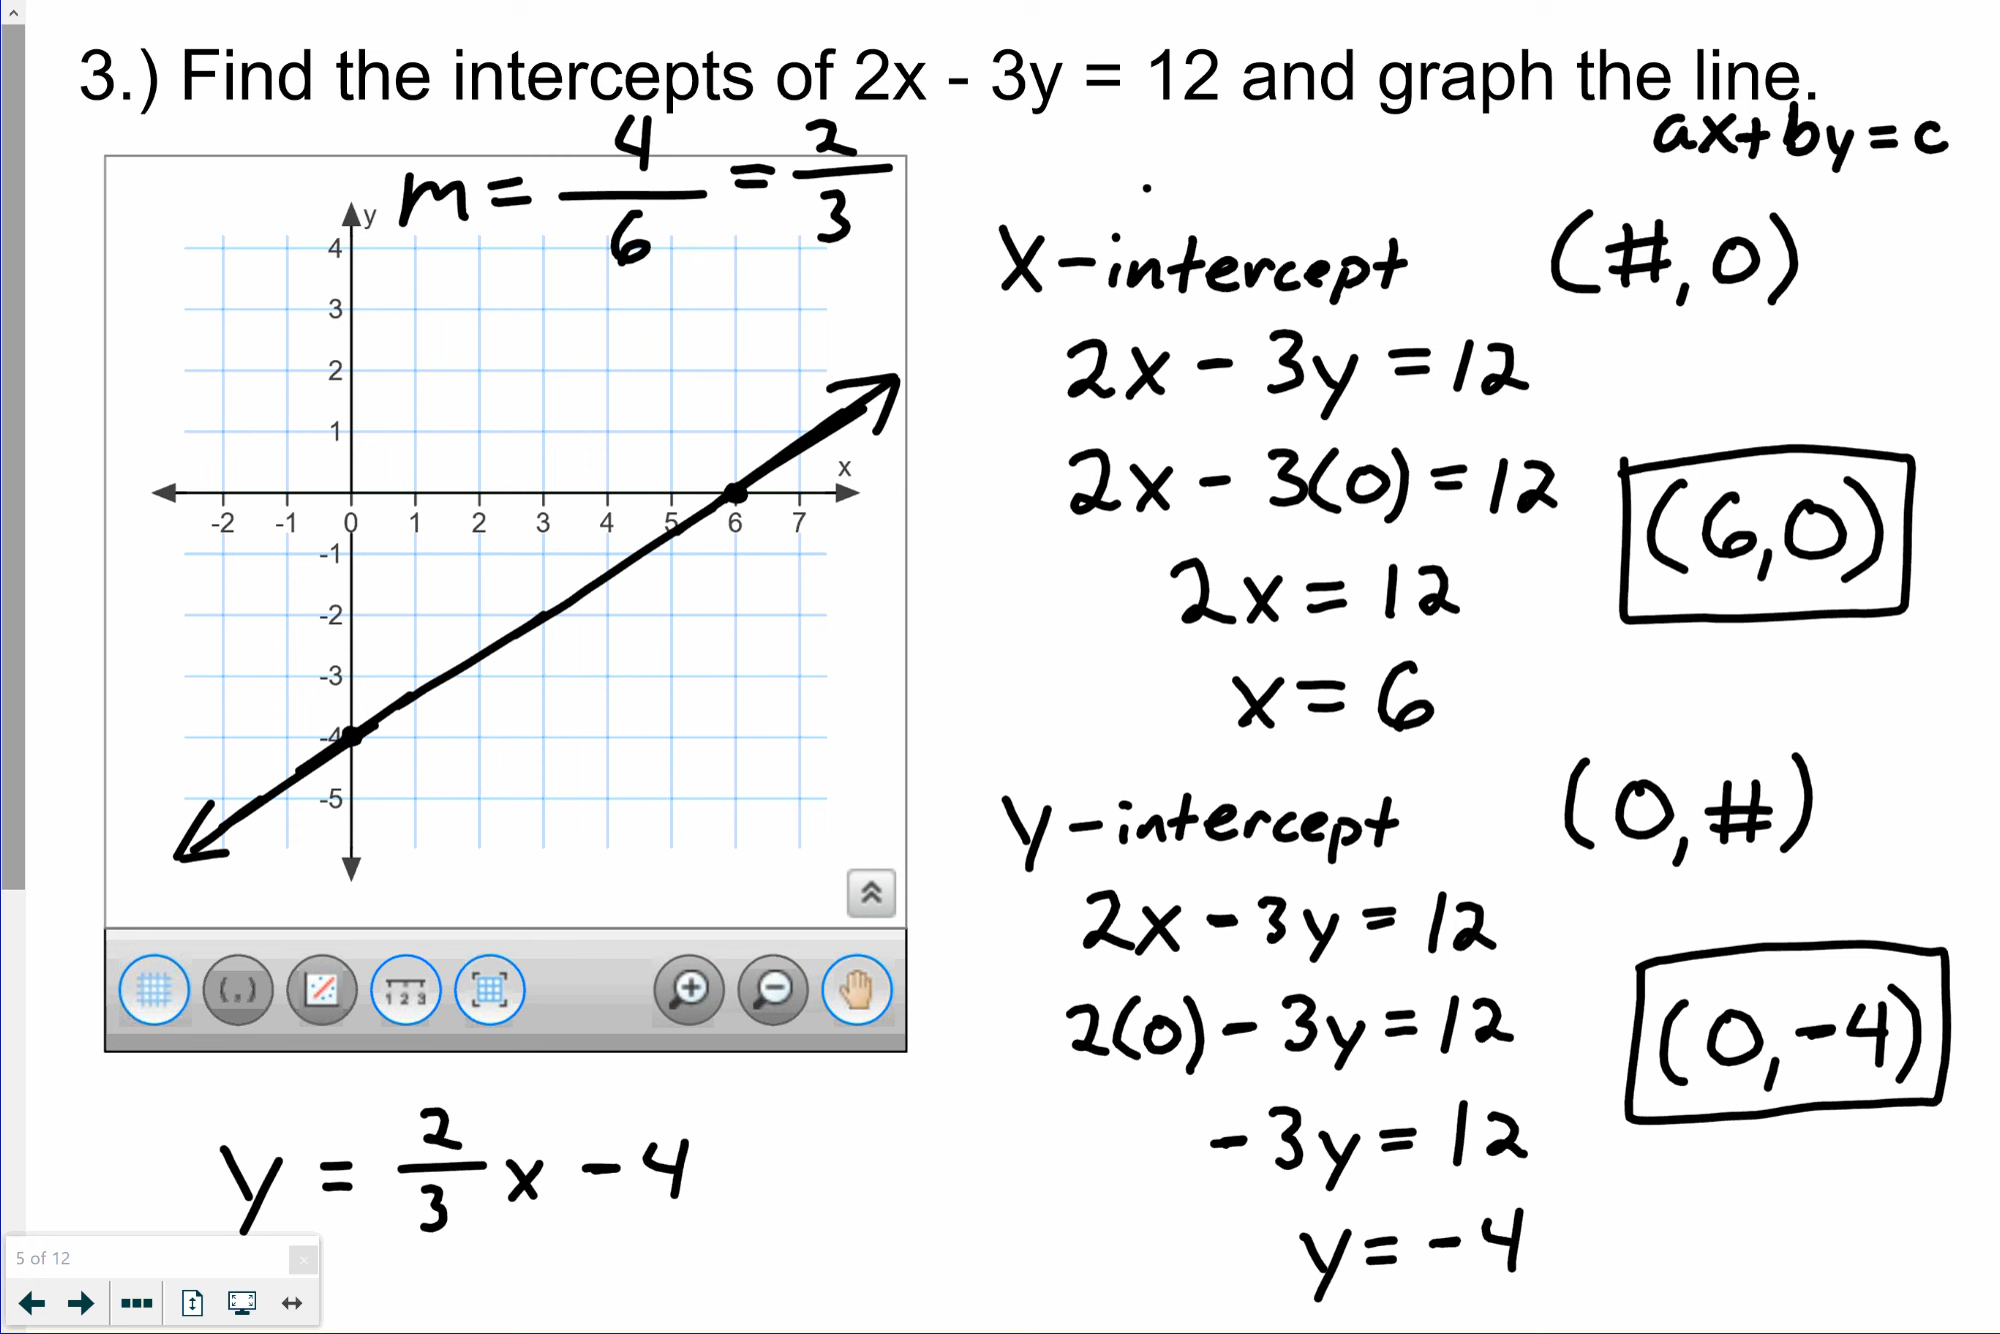 3.) Find the intercepts of 2x - 3y = 12 and graph the line.
ax+by=c
m = 4/6 = 2/3
y
4
3
2
1
x
-2 -1 0 1 2 3 4 5 6 7
-1
-2
-3
-4
-5
1 2 3
(,)
y = 2/3 x - 4
x-intercept (#,0)
2x - 3y = 12
2x - 3(0) = 12
(6,0)
2x = 12
x = 6
y-intercept (0,#)
2x - 3y = 12
2(0) - 3y = 12
(0,-4)
-3y = 12
y = -4
5 of 12